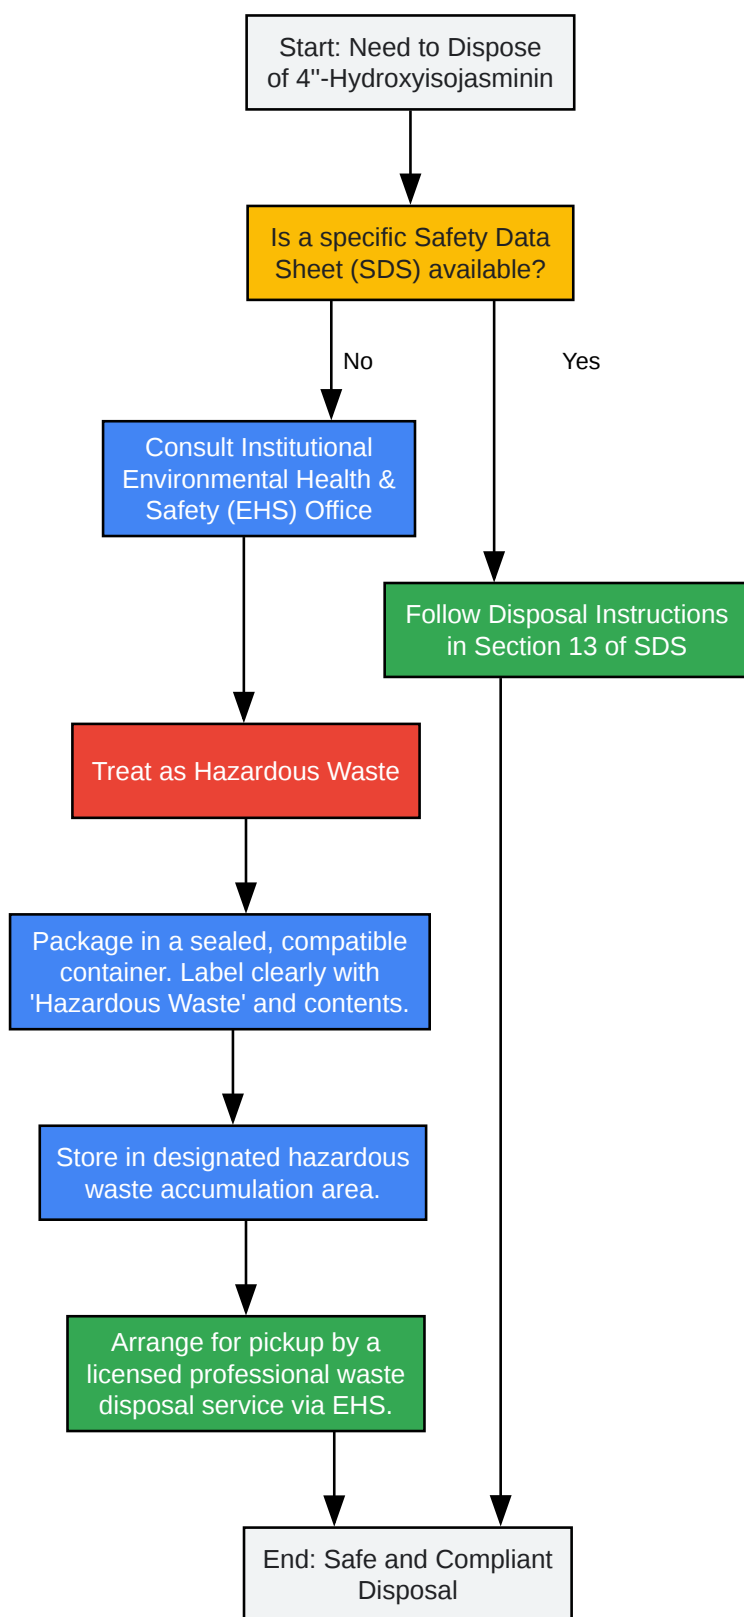 Start: Need to Dispose
of 4"-Hydroxyisojasminin
Is a specific Safety Data
Sheet (SDS) available?
No
Yes
Consult Institutional
Environmental Health &
Safety (EHS) Office
Follow Disposal Instructions
in Section 13 of SDS
Treat as Hazardous Waste
Package in a sealed, compatible
container. Label clearly with
'Hazardous Waste' and contents.
Store in designated hazardous
waste accumulation area.
Arrange for pickup by a
licensed professional waste
disposal service via EHS.
End: Safe and Compliant
Disposal